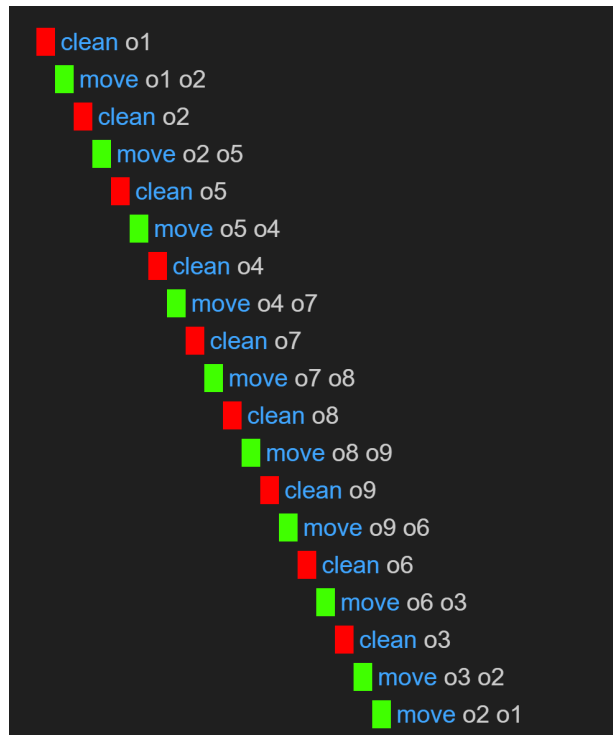 clean o1
move o1 o2
clean o2
move o2 o5
clean o5
move o5 o4
clean o4
move o4 o7
clean o7
move o7 o8
clean o8
move o8 o9
clean o9
move o9 o6
clean o6
move o6 o3
clean o3
move o3 o2
move o2 o1